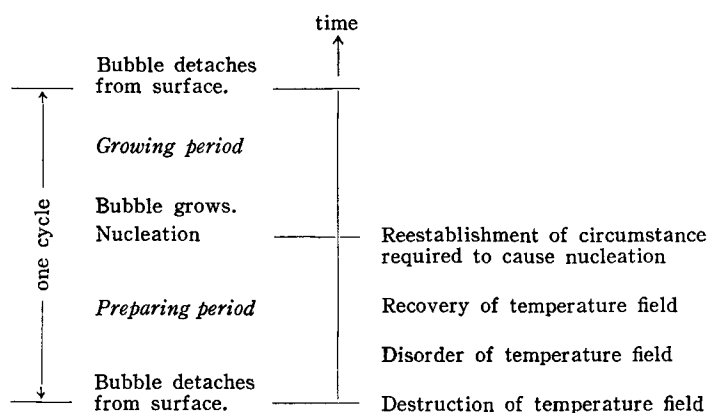 time
Bubble detaches
from surface.
Growing period
one cycle
Bubble grows.
Nucleation
Reestablishment of circumstance
required to cause nucleation
Preparing period
Recovery of temperature field
Disorder of temperature field
Bubble detaches
from surface.
Destruction of temperature field